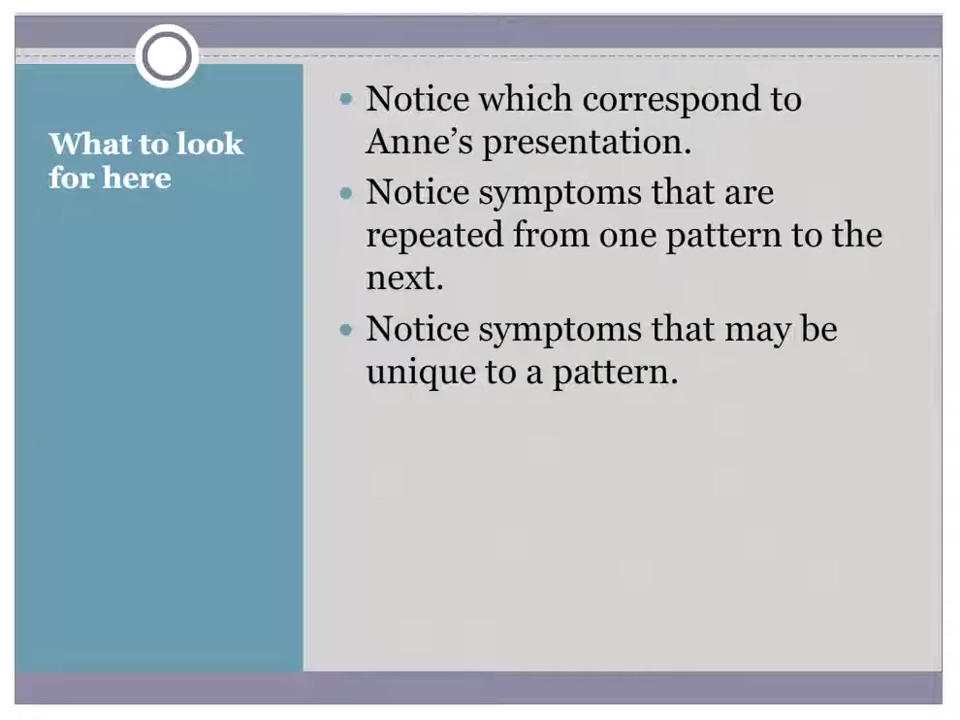 What to look
for here
• Notice which correspond to
Anne’s presentation.
• Notice symptoms that are
repeated from one pattern to the
next.
• Notice symptoms that may be
unique to a pattern.